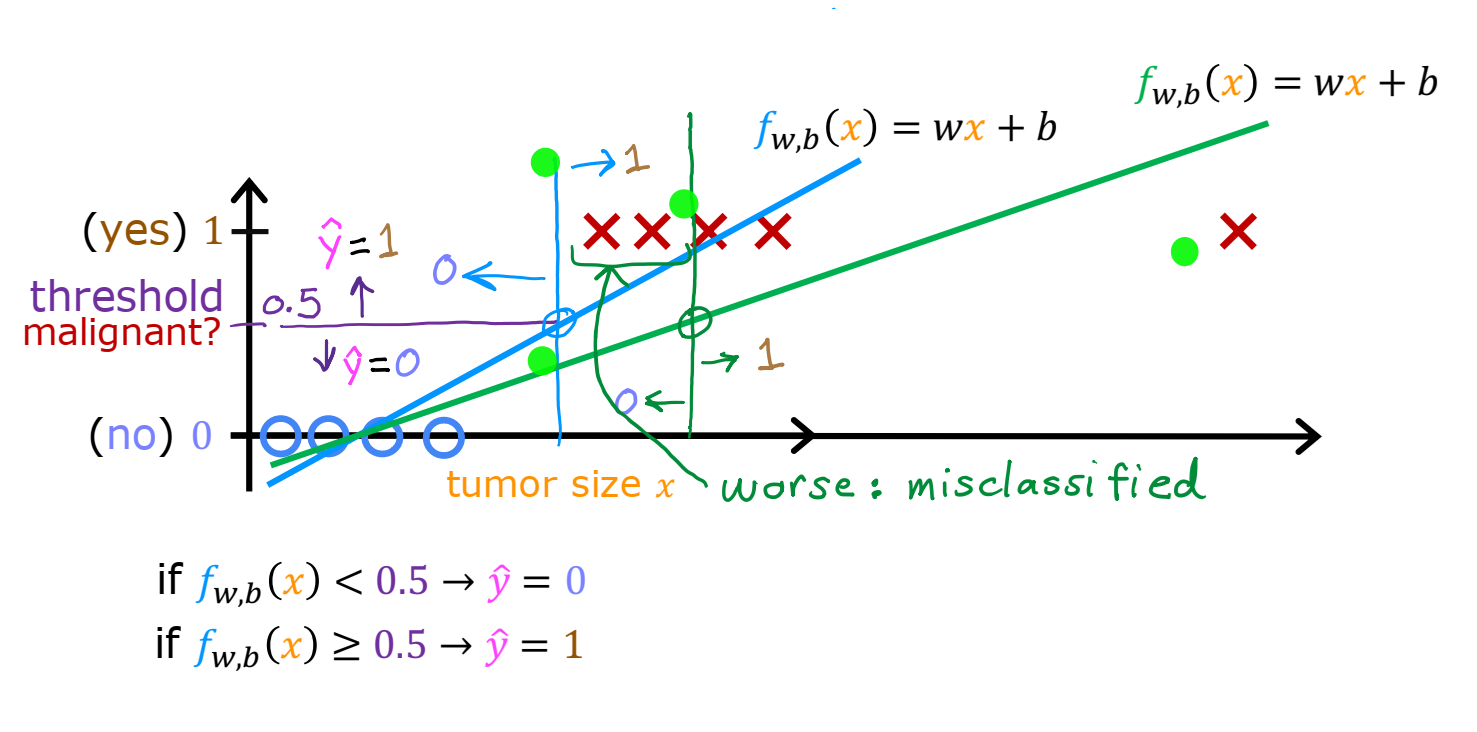 f_{w,b}(x) = wx + b
f_{w,b}(x) = wx + b
→ 1
(yes) 1
ŷ = 1
0 ←
threshold
0.5 ↑
malignant?
↓ ŷ = 0
→ 1
0 ←
(no) 0
tumor size x
worse: misclassified
if f_{w,b}(x) < 0.5 → ŷ = 0
if f_{w,b}(x) ≥ 0.5 → ŷ = 1